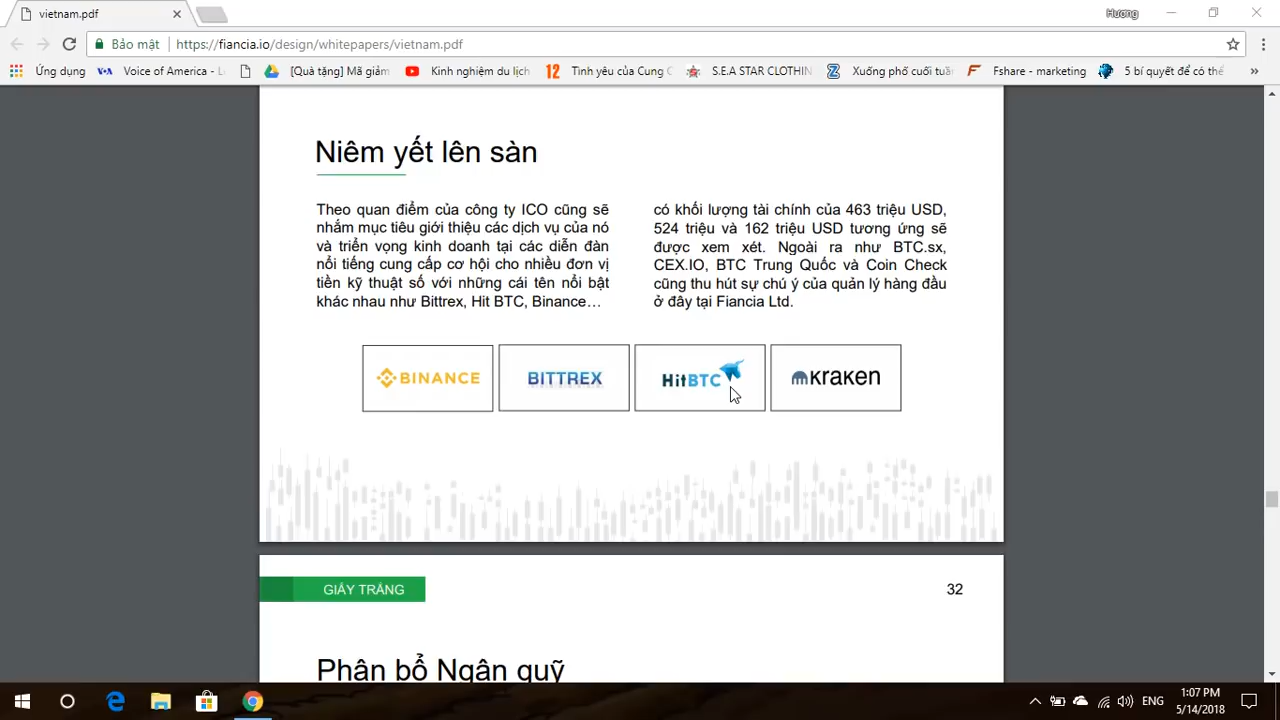 vietnam.pdf
Hương
Bảo mật
https://fiancia.io/design/whitepapers/vietnam.pdf
Ứng dụng
VOA
Voice of America - L
[Quà tặng] Mã giảm
Kinh nghiệm du lịch
12
Tình yêu của Cung C
S.E.A STAR CLOTHIN
Xuống phố cuối tuần
Fshare - marketing
5 bí quyết để có thể
»
Niêm yết lên sàn
Theo quan điểm của công ty ICO cũng sẽ
nhắm mục tiêu giới thiệu các dịch vụ của nó
và triển vọng kinh doanh tại các diễn đàn
nổi tiếng cung cấp cơ hội cho nhiều đơn vị
tiền kỹ thuật số với những cái tên nổi bật
khác nhau như Bittrex, Hit BTC, Binance…
có khối lượng tài chính của 463 triệu USD,
524 triệu và 162 triệu USD tương ứng sẽ
được xem xét. Ngoài ra như BTC.sx,
CEX.IO, BTC Trung Quốc và Coin Check
cũng thu hút sự chú ý của quản lý hàng đầu
ở đây tại Fiancia Ltd.
BINANCE
BITTREX
HitBTC
kraken
GIẤY TRẮNG
32
Phân bổ Ngân quỹ
ENG
1:07 PM
5/14/2018